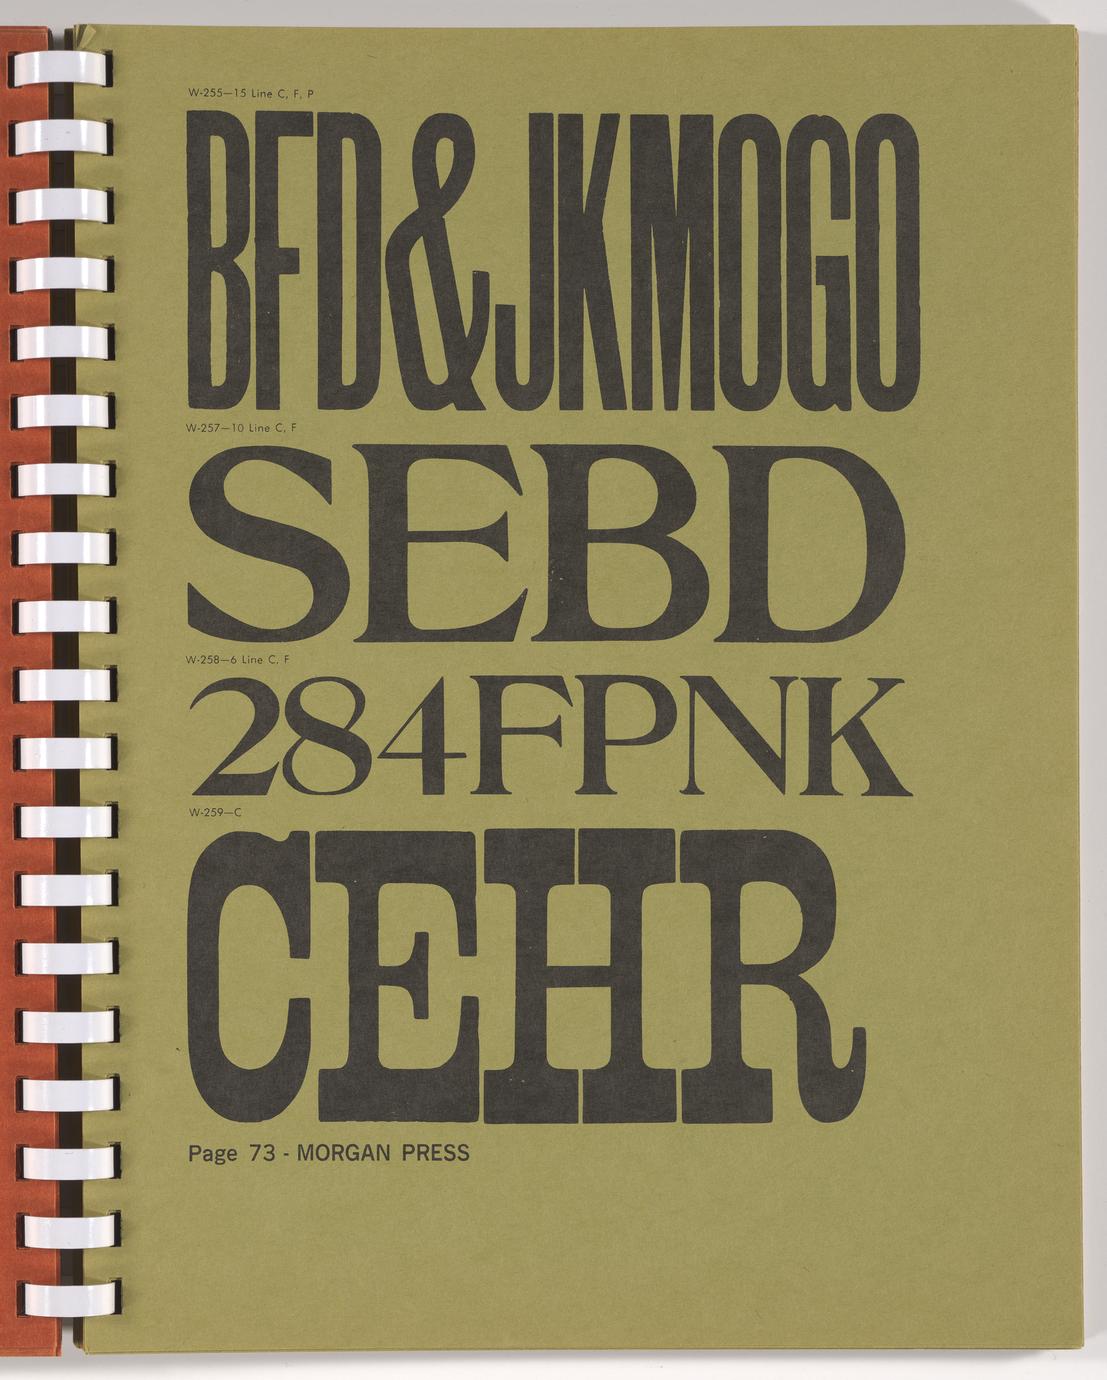 W-255—15 Line C, F, P
BFD&JKMOGO
W-257—10 Line C, F
SEBD
W-258—6 Line C, F
284FPNK
W-259—C
CEHR
Page 73 - MORGAN PRESS